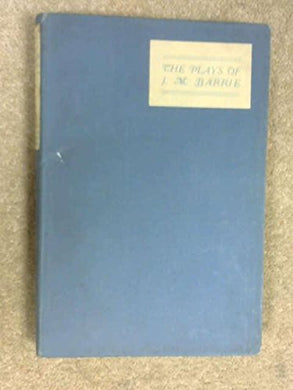 THE PLAYS OF
J. M. BARRIE